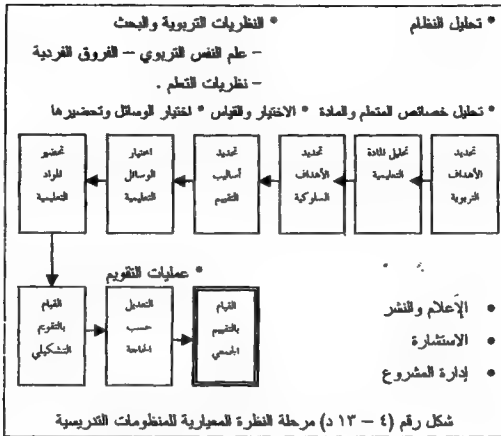 • تحليل النظام
• النظريات التربوية والبحث
– علم النفس التربوي – الفروق الفردية
– نظريات التعلم .
• تحليل خصائص المتعلم والمادة • الاختبار والقياس • اختيار الوسائل وتحضيرها
تحديد
الأهداف
التربوية
تحليل المادة
التعليمية
تحديد
الأهداف
السلوكية
تحديد
أساليب
التقييم
اختيار
الوسائل
التعليمية
تحضير
المواد
التعليمية
• عمليات التقويم
القيام
بالتقويم
التشكيلي
التعديل
حسب
الحاجة
القيام
بالتقييم
الجمعي
• الإعلام والنشر
• الاستشارة
• إدارة المشروع
شكل رقم (٤ – ١٣ د) مرحلة النظرة المعيارية للمنظومات التدريسية